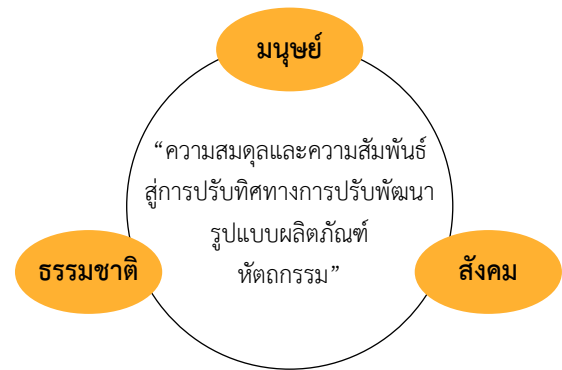 มนุษย์
“ความสมดุลและความสัมพันธ์
สู่การปรับทิศทางการปรับพัฒนา
รูปแบบผลิตภัณฑ์
หัตถกรรม”
ธรรมชาติ
สังคม